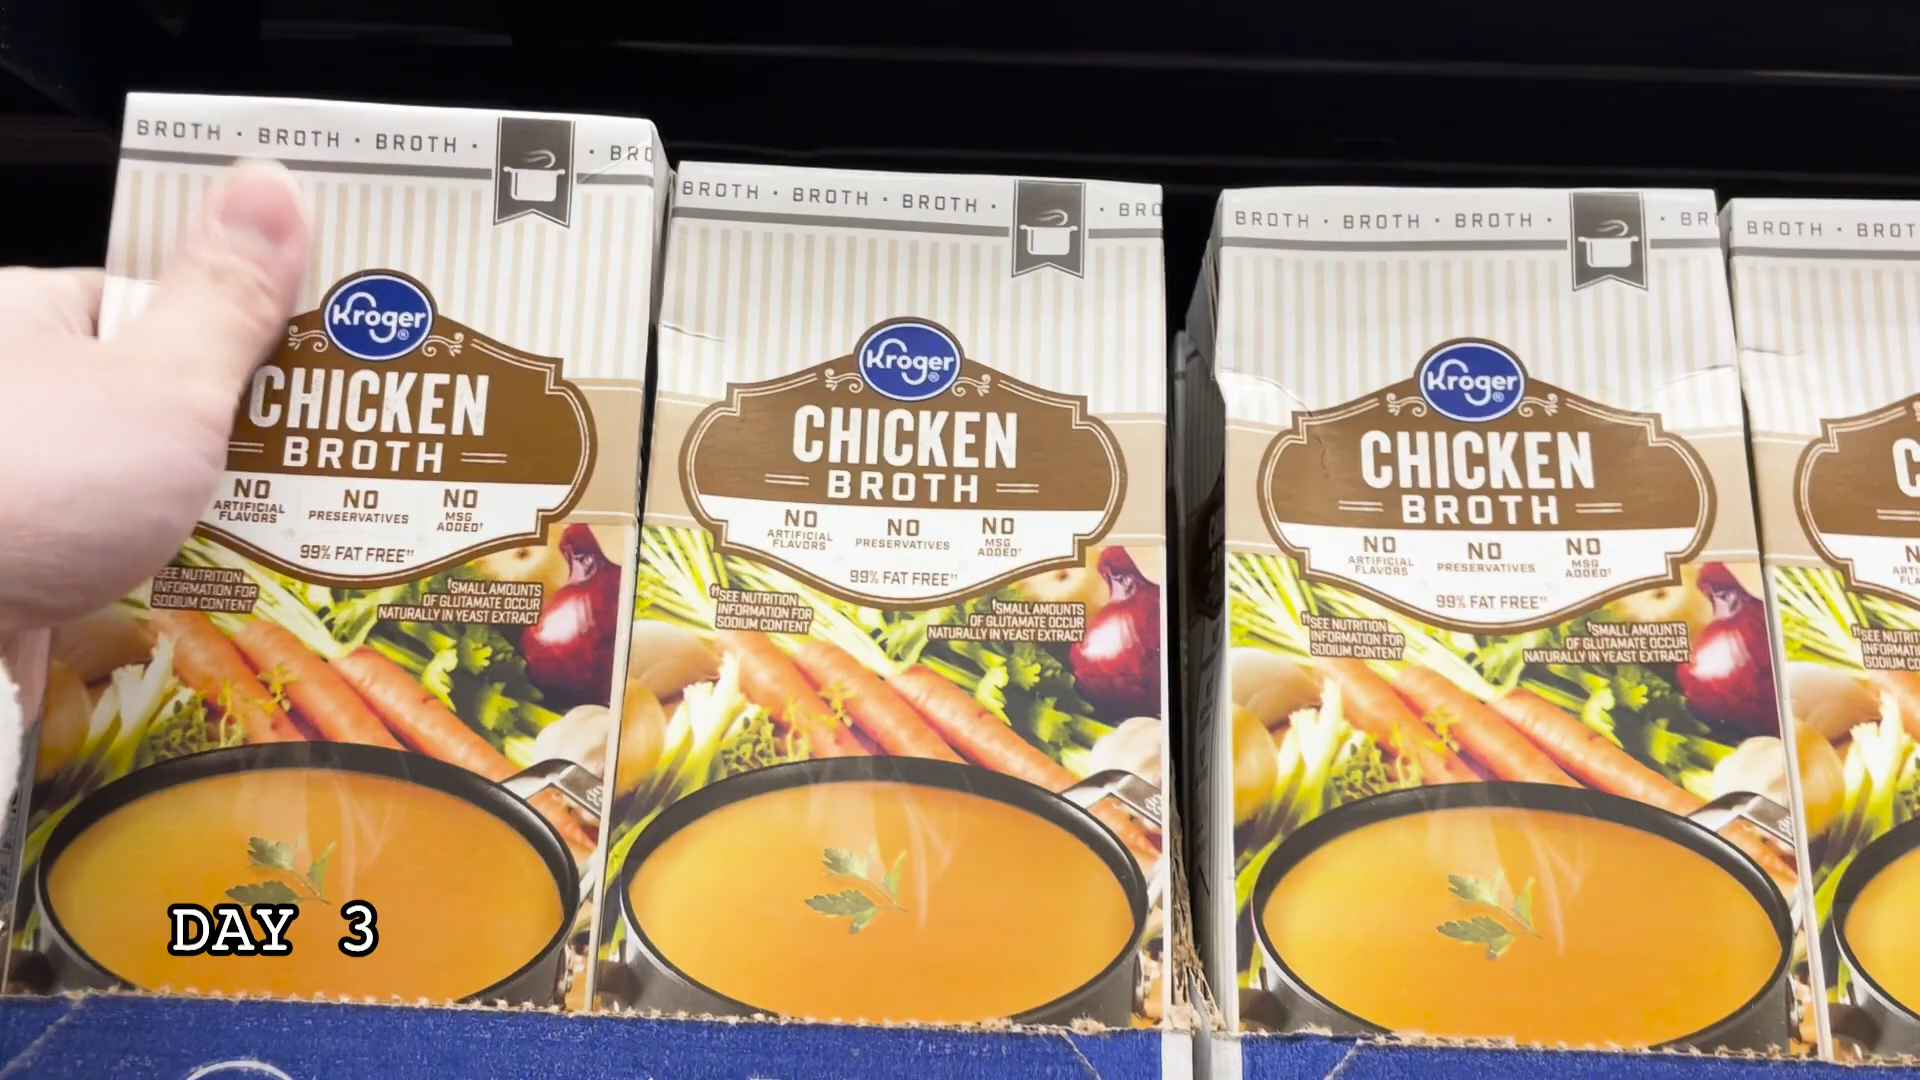 BROTH · BROTH · BROTH ·
Kroger®
CHICKEN
BROTH
NO ARTIFICIAL FLAVORS
NO PRESERVATIVES
NO MSG ADDED†
99% FAT FREE††
SEE NUTRITION
INFORMATION FOR
SODIUM CONTENT
†SMALL AMOUNTS
OF GLUTAMATE OCCUR
NATURALLY IN YEAST EXTRACT
BROTH · BROTH · BROTH ·
Kroger®
CHICKEN
BROTH
NO ARTIFICIAL FLAVORS
NO PRESERVATIVES
NO MSG ADDED†
99% FAT FREE††
††SEE NUTRITION
INFORMATION FOR
SODIUM CONTENT
†SMALL AMOUNTS
OF GLUTAMATE OCCUR
NATURALLY IN YEAST EXTRACT
BROTH · BROTH · BROTH ·
Kroger®
CHICKEN
BROTH
NO ARTIFICIAL FLAVORS
NO PRESERVATIVES
NO MSG ADDED†
99% FAT FREE††
††SEE NUTRITION
INFORMATION FOR
SODIUM CONTENT
†SMALL AMOUNTS
OF GLUTAMATE OCCUR
NATURALLY IN YEAST EXTRACT
BROTH ·
DAY 3